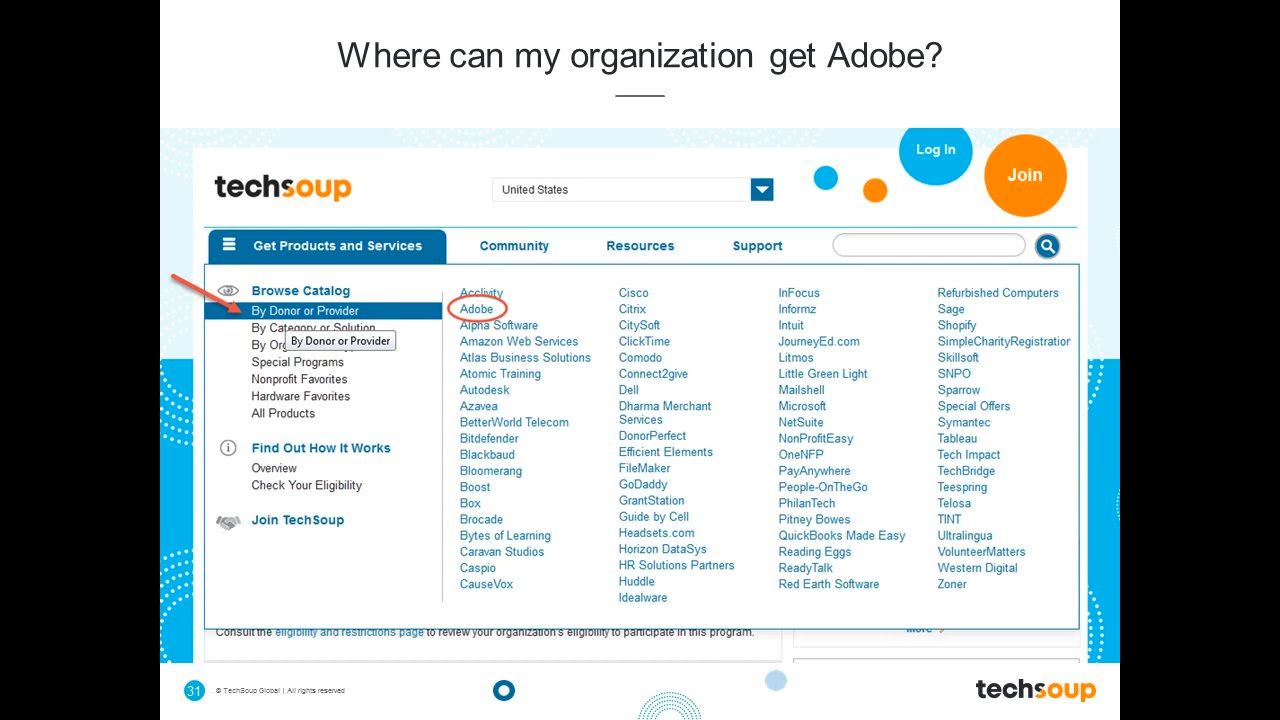 Where can my organization get Adobe?
Log In
Join
techsoup
United States
Get Products and Services
Community
Resources
Support
Browse Catalog
By Donor or Provider
By Category or Solution
By Donor or Provider
Special Programs
Nonprofit Favorites
Hardware Favorites
All Products
Find Out How It Works
Overview
Check Your Eligibility
Join TechSoup
Acclivity
Adobe
Alpha Software
Amazon Web Services
Atlas Business Solutions
Atomic Training
Autodesk
Azavea
BetterWorld Telecom
Bitdefender
Blackbaud
Bloomerang
Boost
Box
Brocade
Bytes of Learning
Caravan Studios
Caspio
CauseVox
Cisco
Citrix
CitySoft
ClickTime
Comodo
Connect2give
Dell
Dharma Merchant
Services
DonorPerfect
Efficient Elements
FileMaker
GoDaddy
GrantStation
Guide by Cell
Headsets.com
Horizon DataSys
HR Solutions Partners
Huddle
Idealware
InFocus
Informz
Intuit
JourneyEd.com
Litmos
Little Green Light
Mailshell
Microsoft
NetSuite
NonProfitEasy
OneNFP
PayAnywhere
People-OnTheGo
PhilanTech
Pitney Bowes
QuickBooks Made Easy
Reading Eggs
ReadyTalk
Red Earth Software
Refurbished Computers
Sage
Shopify
SimpleCharityRegistration
Skillsoft
SNPO
Sparrow
Special Offers
Symantec
Tableau
Tech Impact
TechBridge
Teespring
Telosa
TINT
Ultralingua
VolunteerMatters
Western Digital
Zoner
Consult the eligibility and restrictions page to review your organization's eligibility to participate in this program.
more
31 . © TechSoup Global | All rights reserved
techsoup